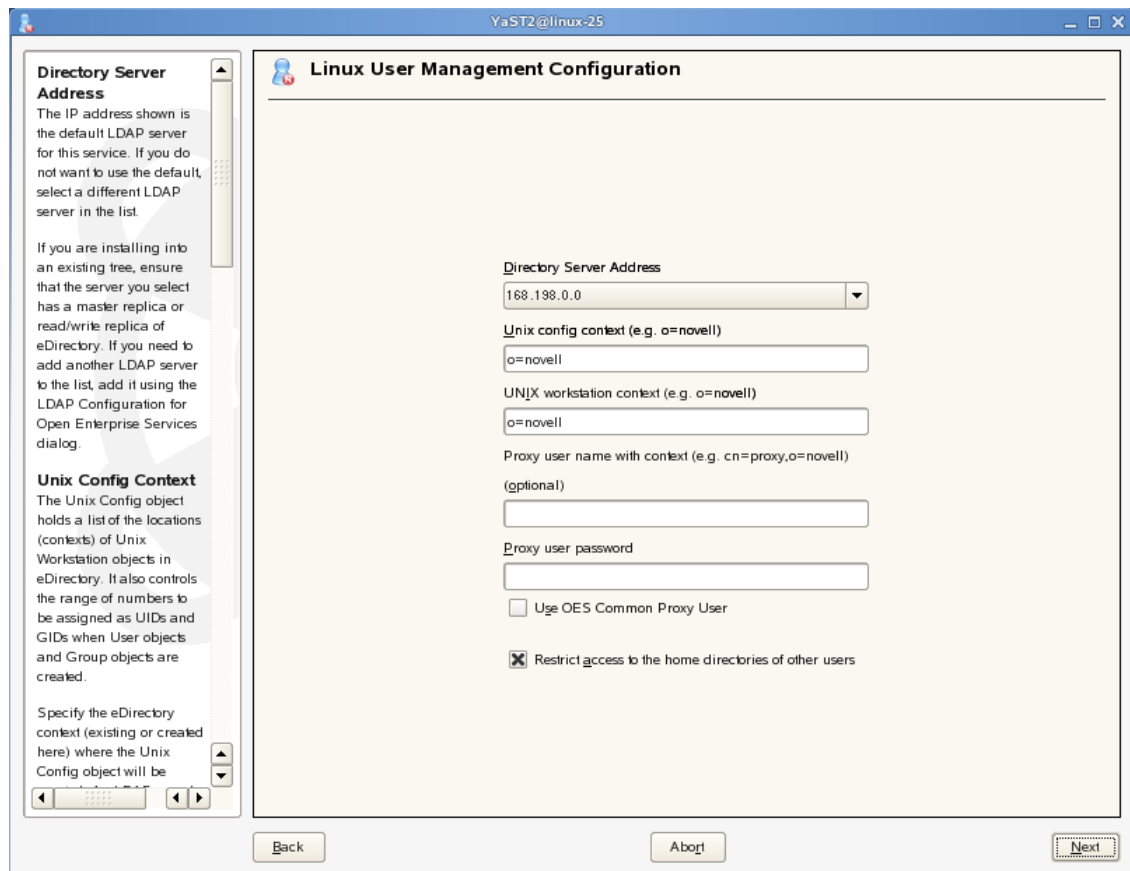 YaST2@linux-25
Directory Server
Address
The IP address shown is
the default LDAP server
for this service. If you do
not want to use the default,
select a different LDAP
server in the list.
If you are installing into
an existing tree, ensure
that the server you select
has a master replica or
read/write replica of
eDirectory. If you need to
add another LDAP server
to the list, add it using the
LDAP Configuration for
Open Enterprise Services
dialog.
Unix Config Context
The Unix Config object
holds a list of the locations
(contexts) of Unix
Workstation objects in
eDirectory. It also controls
the range of numbers to
be assigned as UIDs and
GIDs when User objects
and Group objects are
created.
Specify the eDirectory
context (existing or created
here) where the Unix
Config object will be
Linux User Management Configuration
Directory Server Address
168.198.0.0
Unix config context (e.g. o=novell)
o=novell
UNIX workstation context (e.g. o=novell)
o=novell
Proxy user name with context (e.g. cn=proxy,o=novell)
(optional)
Proxy user password
Use OES Common Proxy User
Restrict access to the home directories of other users
Back
Abort
Next